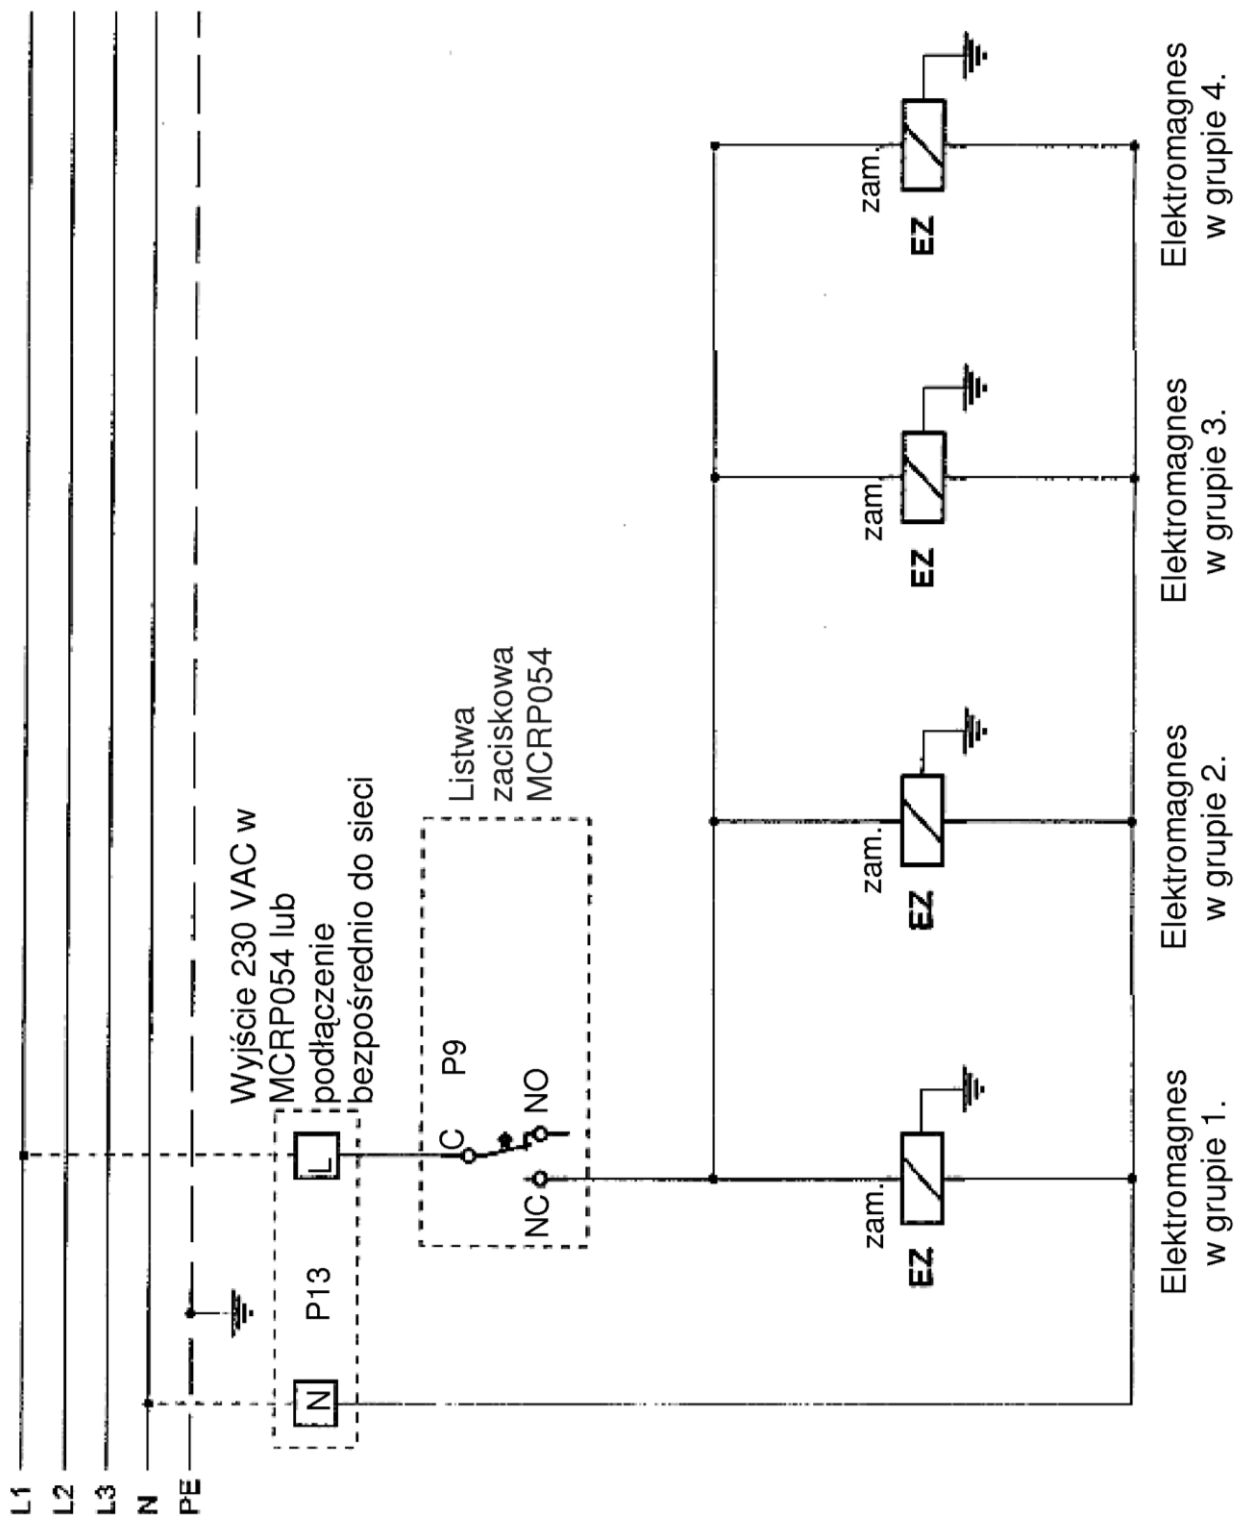 L1
L2
L3
N
PE
Wyjście 230 VAC w
MCRP054 lub
podłączenie
bezpośrednio do sieci
N
P13
L
Listwa
zaciskowa
MCRP054
C
P9
NC
NO
zam.
EZ
zam.
EZ
zam.
EZ
zam.
EZ
Elektromagnes
w grupie 1.
Elektromagnes
w grupie 2.
Elektromagnes
w grupie 3.
Elektromagnes
w grupie 4.